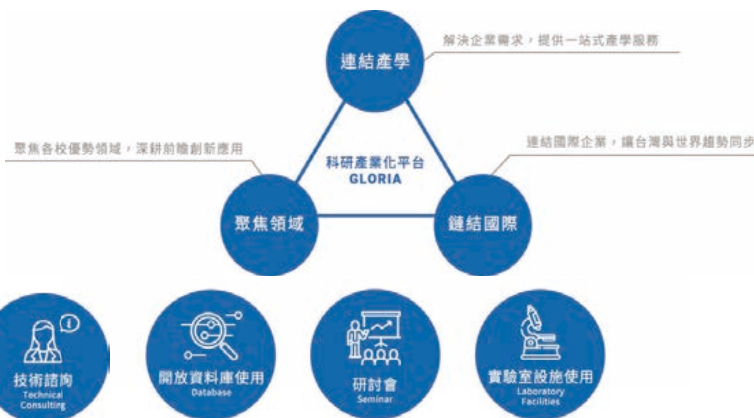 連結產學
解決企業需求，提供一站式產學服務
聚焦各校優勢領域，深耕前瞻創新應用
科研產業化平台
GLORIA
連結國際企業，讓台灣與世界趨勢同步
聚焦領域
鏈結國際
技術諮詢
Technical
Consulting
開放資料庫使用
Database
研討會
Seminar
實驗室設施使用
Laboratory
Facilities